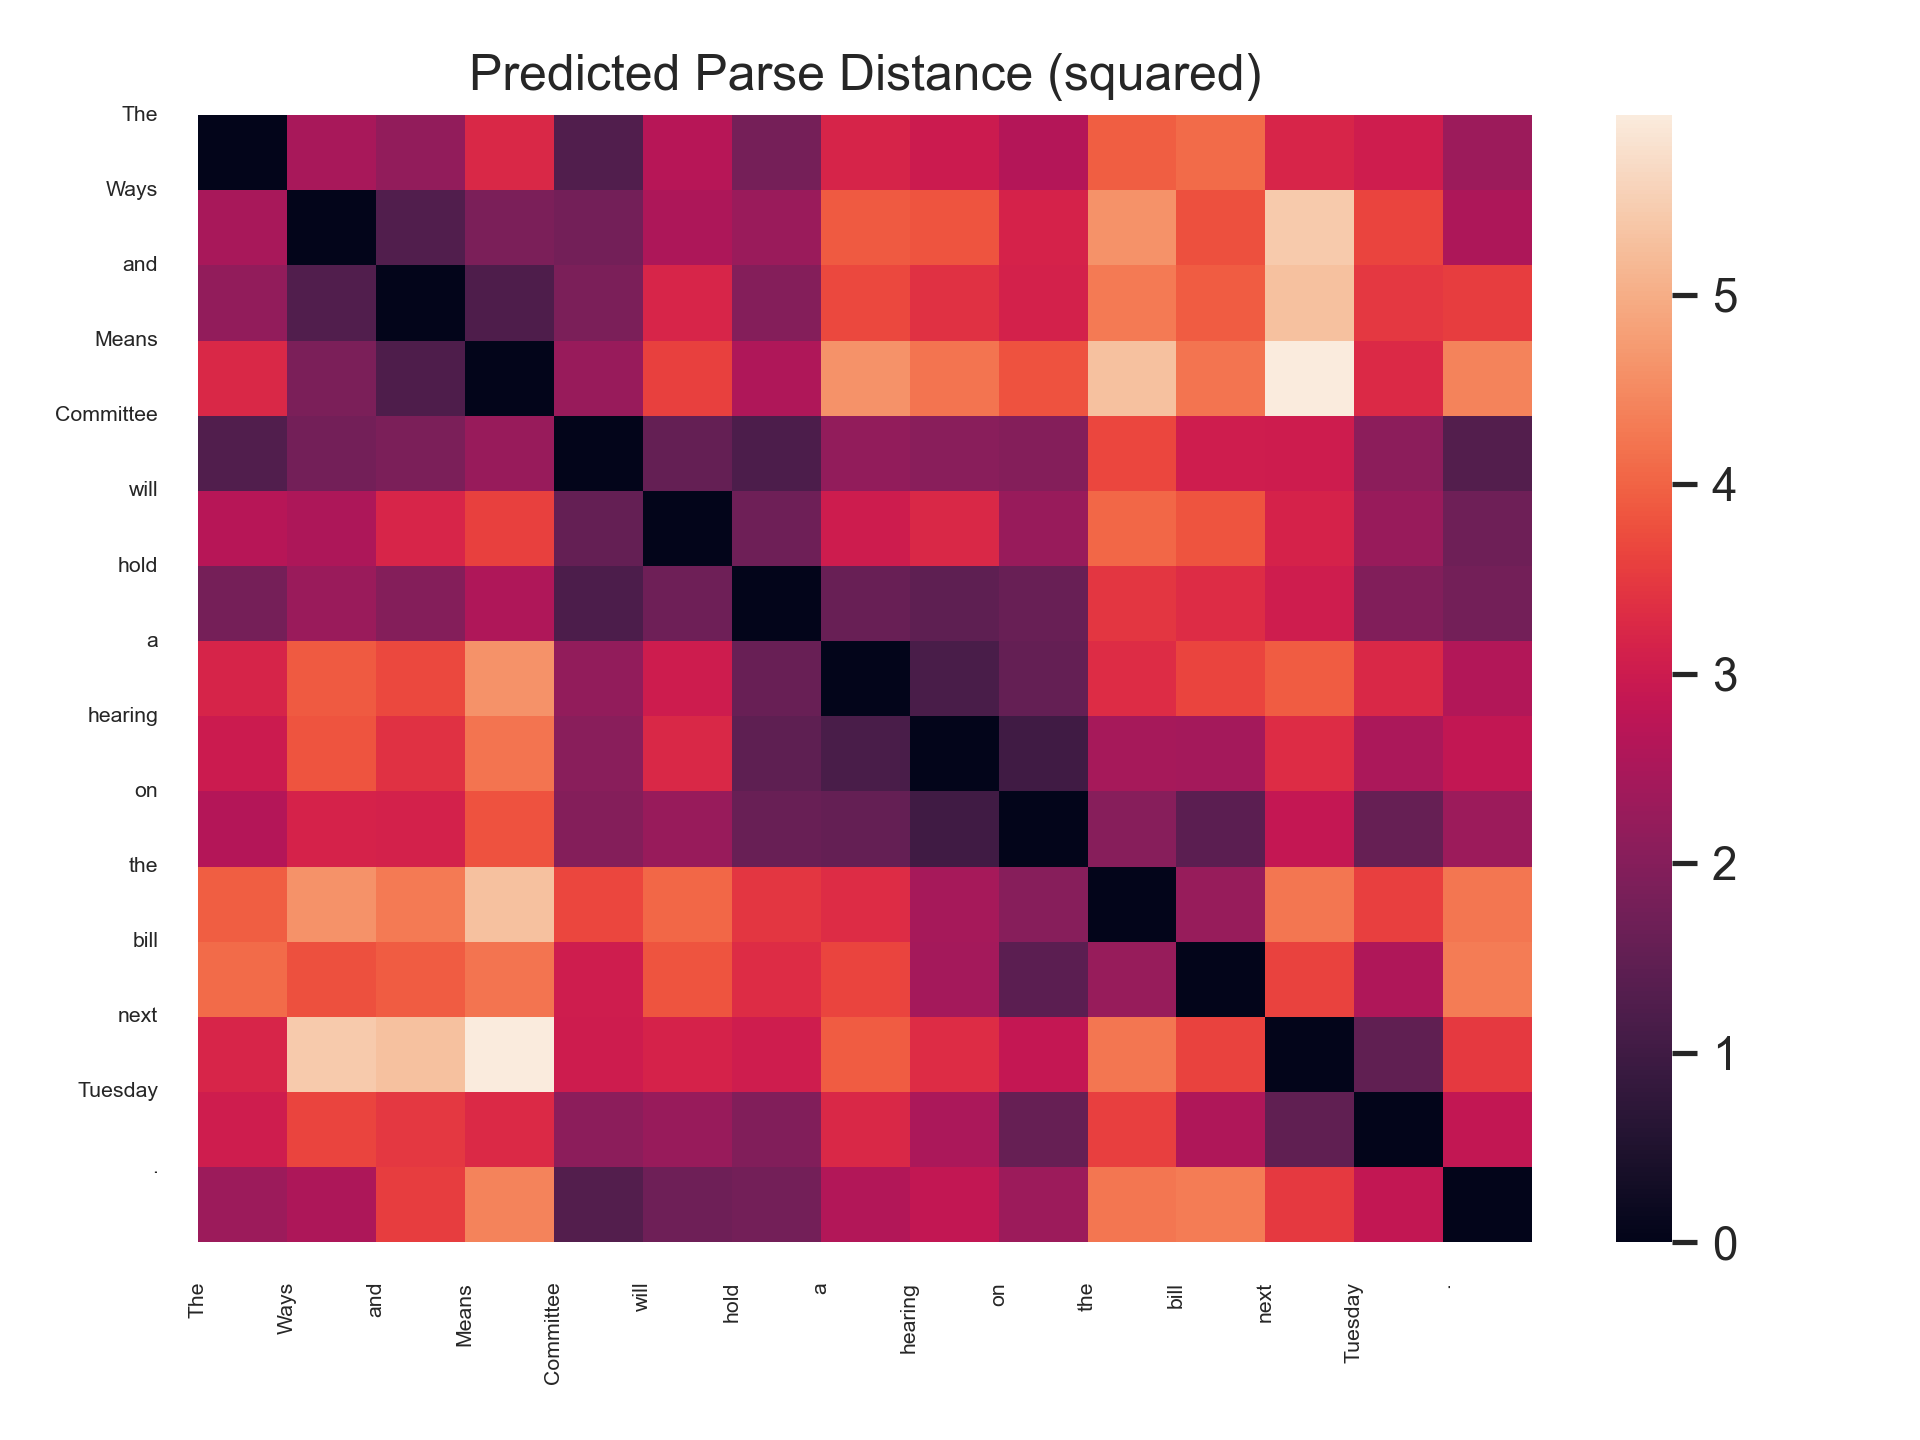 Predicted Parse Distance (squared)
The
Ways
and
Means
Committee
will
hold
a
hearing
on
the
bill
next
Tuesday
.
5
4
3
2
1
0
The
Ways
and
Means
Committee
will
hold
a
hearing
on
the
bill
next
Tuesday
.